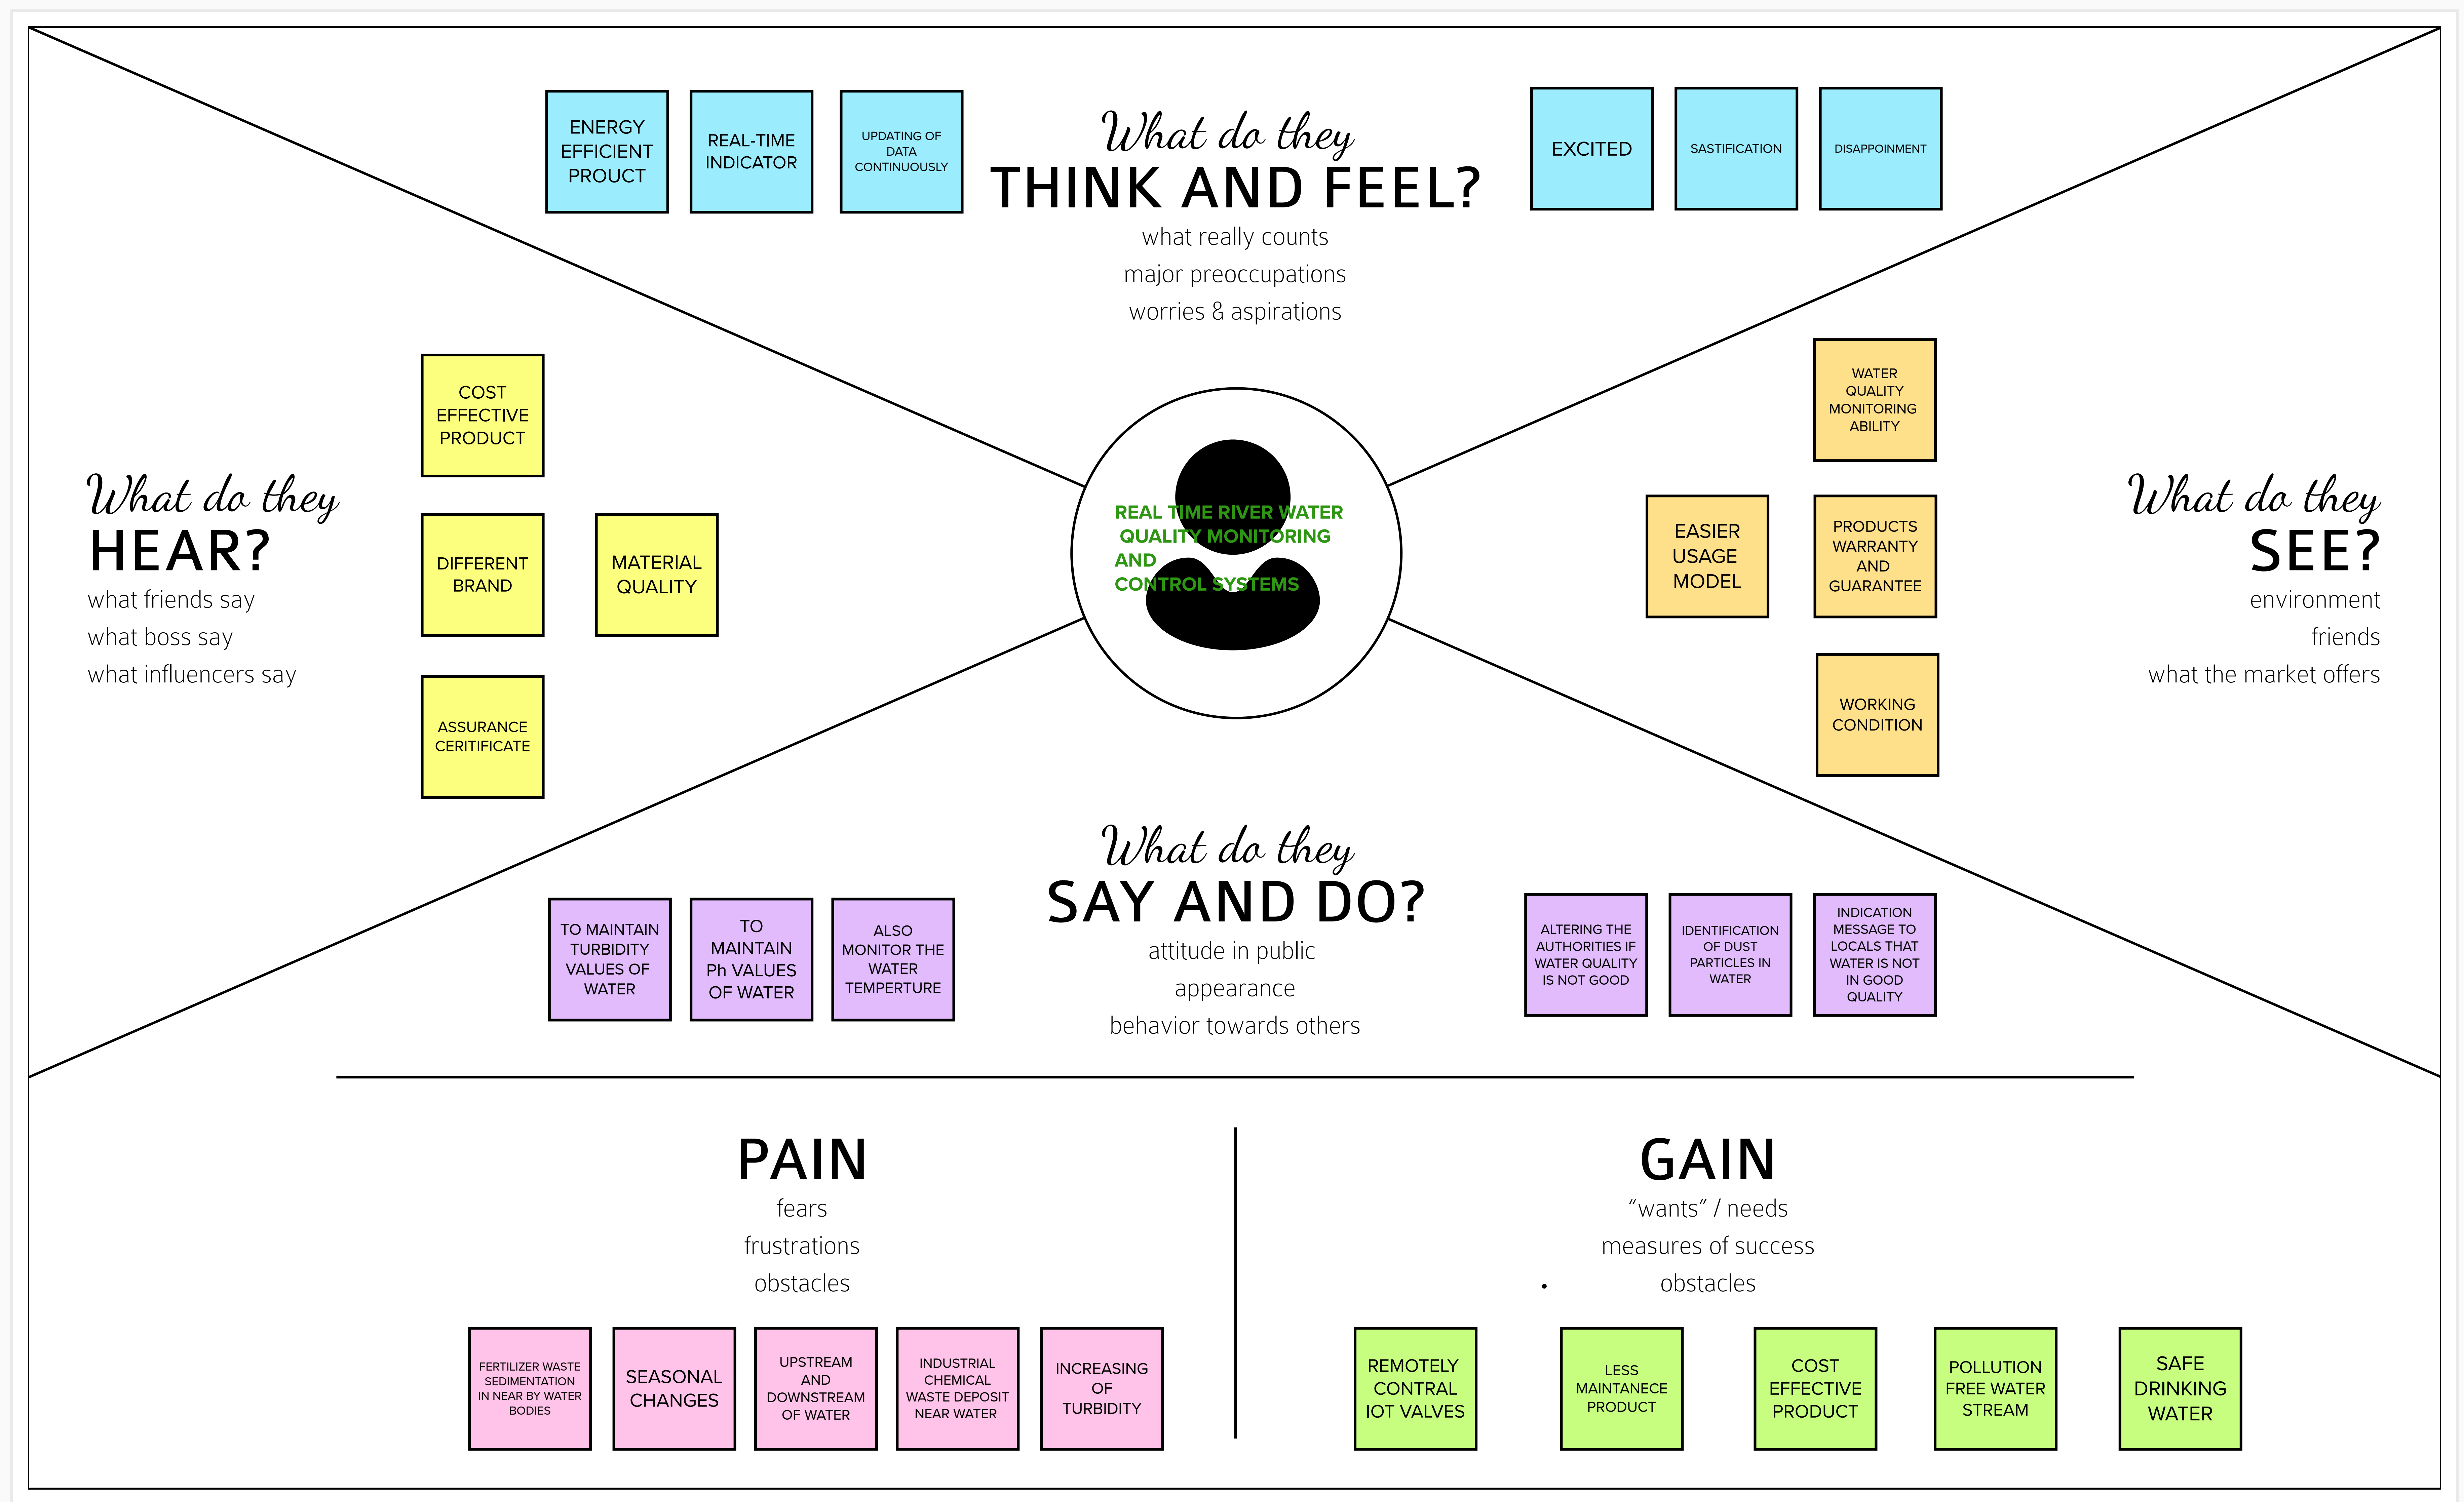 ENERGY
EFFICIENT
PROUCT
REAL-TIME
INDICATOR
UPDATING OF
DATA
CONTINUOUSLY
What do they
THINK AND FEEL?
what really counts
major preoccupations
worries & aspirations
EXCITED
SASTIFICATION
DISAPPOINMENT
What do they
HEAR?
what friends say
what boss say
what influencers say
COST
EFFECTIVE
PRODUCT
DIFFERENT
BRAND
MATERIAL
QUALITY
ASSURANCE
CERITIFICATE
REAL TIME RIVER WATER
QUALITY MONITORING
AND
CONTROL SYSTEMS
WATER
QUALITY
MONITORING
ABILITY
EASIER
USAGE
MODEL
PRODUCTS
WARRANTY
AND
GUARANTEE
WORKING
CONDITION
What do they
SEE?
environment
friends
what the market offers
TO MAINTAIN
TURBIDITY
VALUES OF
WATER
TO
MAINTAIN
Ph VALUES
OF WATER
ALSO
MONITOR THE
WATER
TEMPERTURE
What do they
SAY AND DO?
attitude in public
appearance
behavior towards others
ALTERING THE
AUTHORITIES IF
WATER QUALITY
IS NOT GOOD
IDENTIFICATION
OF DUST
PARTICLES IN
WATER
INDICATION
MESSAGE TO
LOCALS THAT
WATER IS NOT
IN GOOD
QUALITY
PAIN
fears
frustrations
obstacles
FERTILIZER WASTE
SEDIMENTATION
IN NEAR BY WATER
BODIES
SEASONAL
CHANGES
UPSTREAM
AND
DOWNSTREAM
OF WATER
INDUSTRIAL
CHEMICAL
WASTE DEPOSIT
NEAR WATER
INCREASING
OF
TURBIDITY
GAIN
“wants” / needs
measures of success
obstacles
REMOTELY
CONTRAL
IOT VALVES
LESS
MAINTANECE
PRODUCT
COST
EFFECTIVE
PRODUCT
POLLUTION
FREE WATER
STREAM
SAFE
DRINKING
WATER